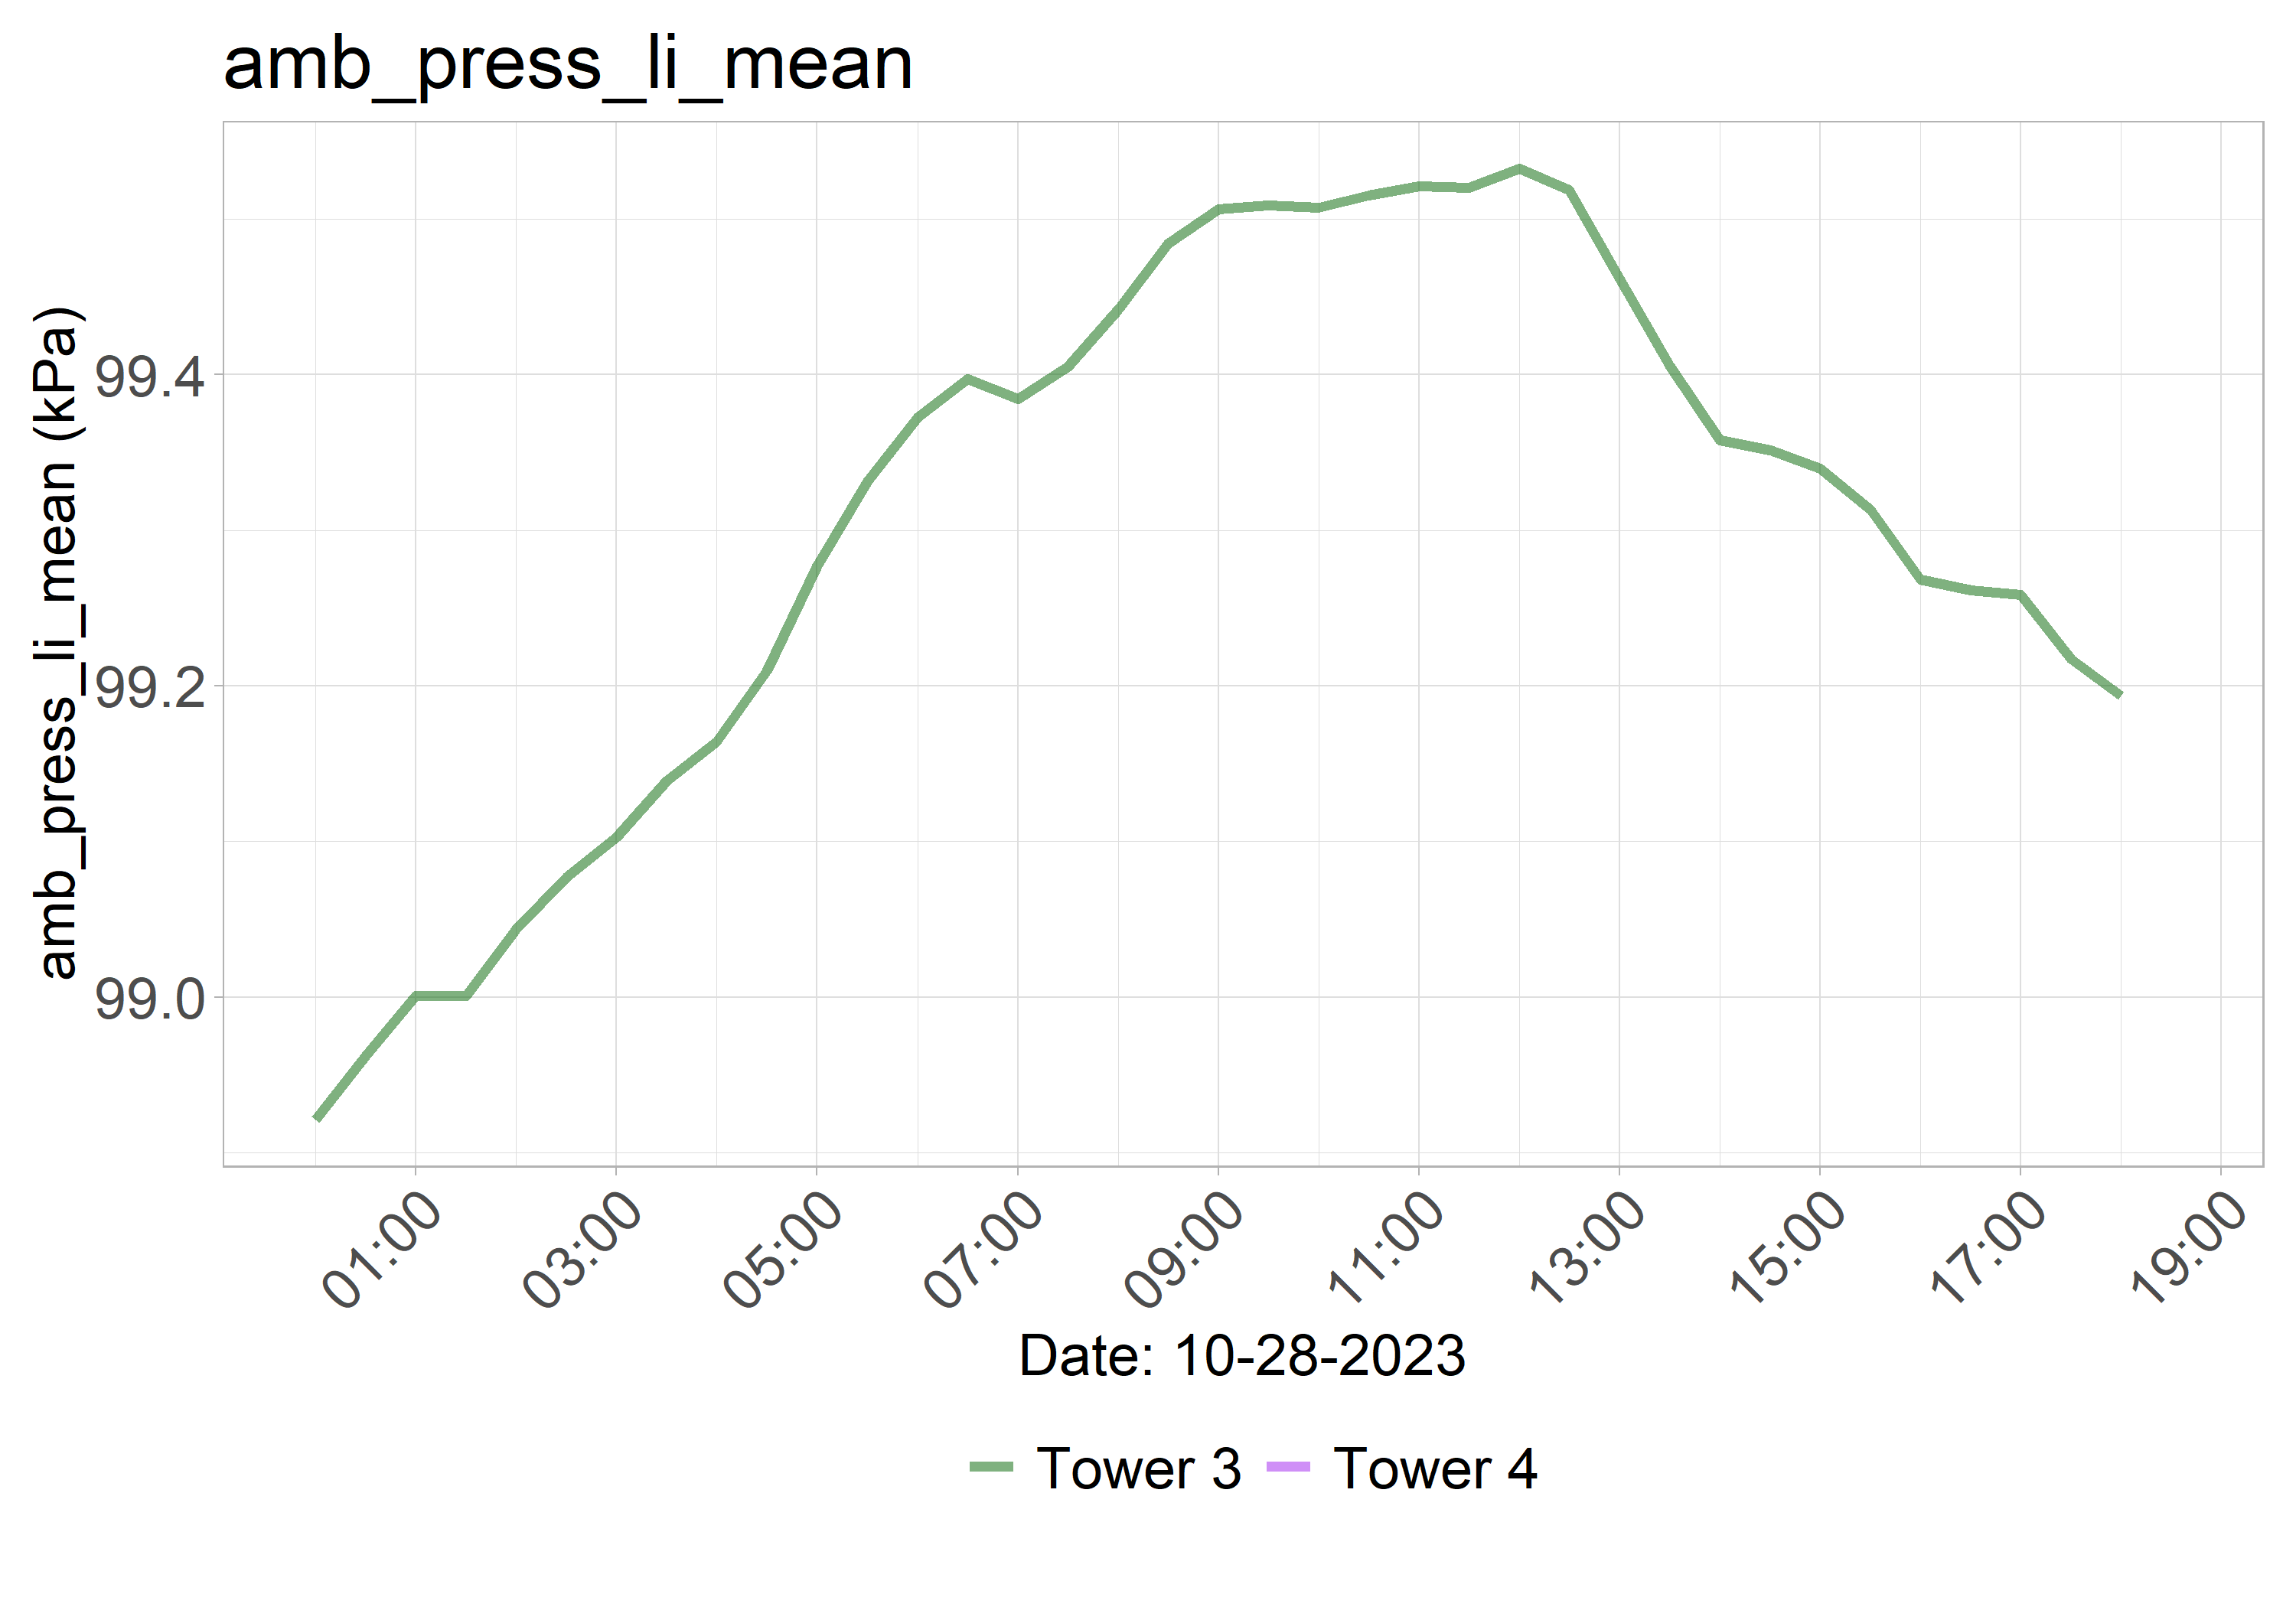 amb_press_li_mean
amb_press_li_mean (kPa)
99.4
99.2
99.0
01:00 03:00 05:00 07:00 09:00 11:00 13:00 15:00 17:00 19:00
Date: 10-28-2023
Tower 3 Tower 4